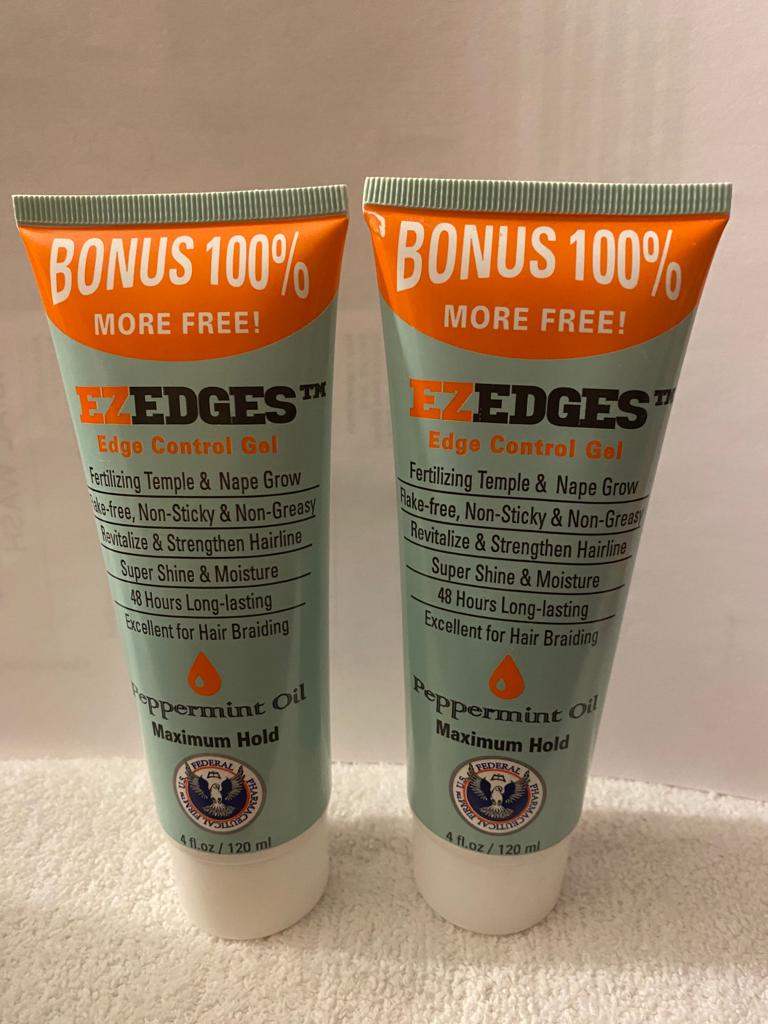 BONUS 100%
MORE FREE!
EZEDGES™
Edge Control Gel
Fertilizing Temple & Nape Grow
Flake-free, Non-Sticky & Non-Greasy
Revitalize & Strengthen Hairline
Super Shine & Moisture
48 Hours Long-lasting
Excellent for Hair Braiding
Peppermint Oil
Maximum Hold
U.S. FEDERAL PHARMACEUTICAL FIRM™
4 fl.oz / 120 ml
BONUS 100%
MORE FREE!
EZEDGES™
Edge Control Gel
Fertilizing Temple & Nape Grow
Flake-free, Non-Sticky & Non-Greasy
Revitalize & Strengthen Hairline
Super Shine & Moisture
48 Hours Long-lasting
Excellent for Hair Braiding
Peppermint Oil
Maximum Hold
U.S. FEDERAL PHARMACEUTICAL FIRM™
4 fl.oz / 120 ml